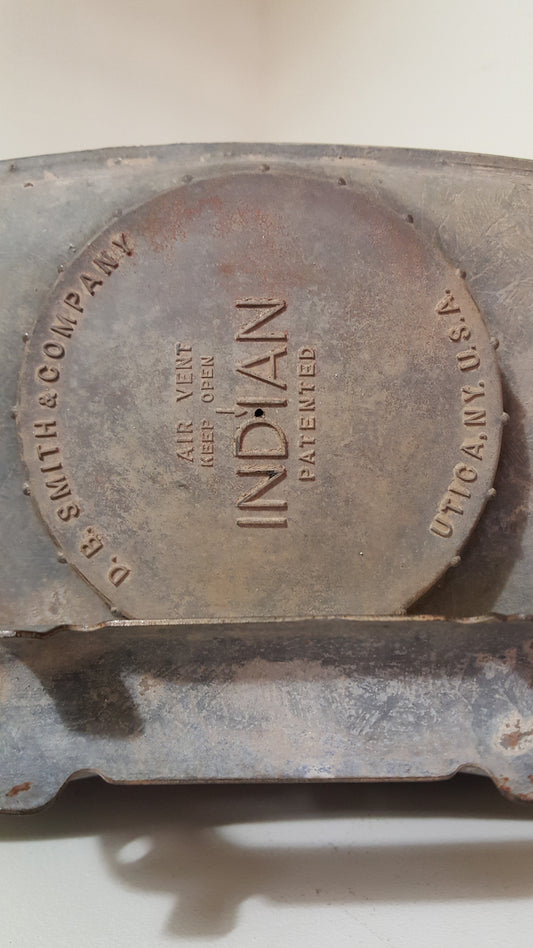 D. B. SMITH & COMPANY
AIR VENT
KEEP OPEN
INDIAN
PATENTED
UTICA, N.Y. U.S.A.